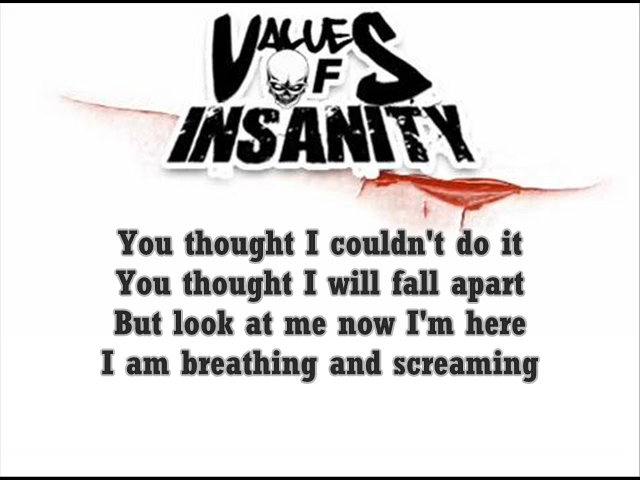 VALUES
OF
INSANITY
You thought I couldn't do it
You thought I will fall apart
But look at me now I'm here
I am breathing and screaming